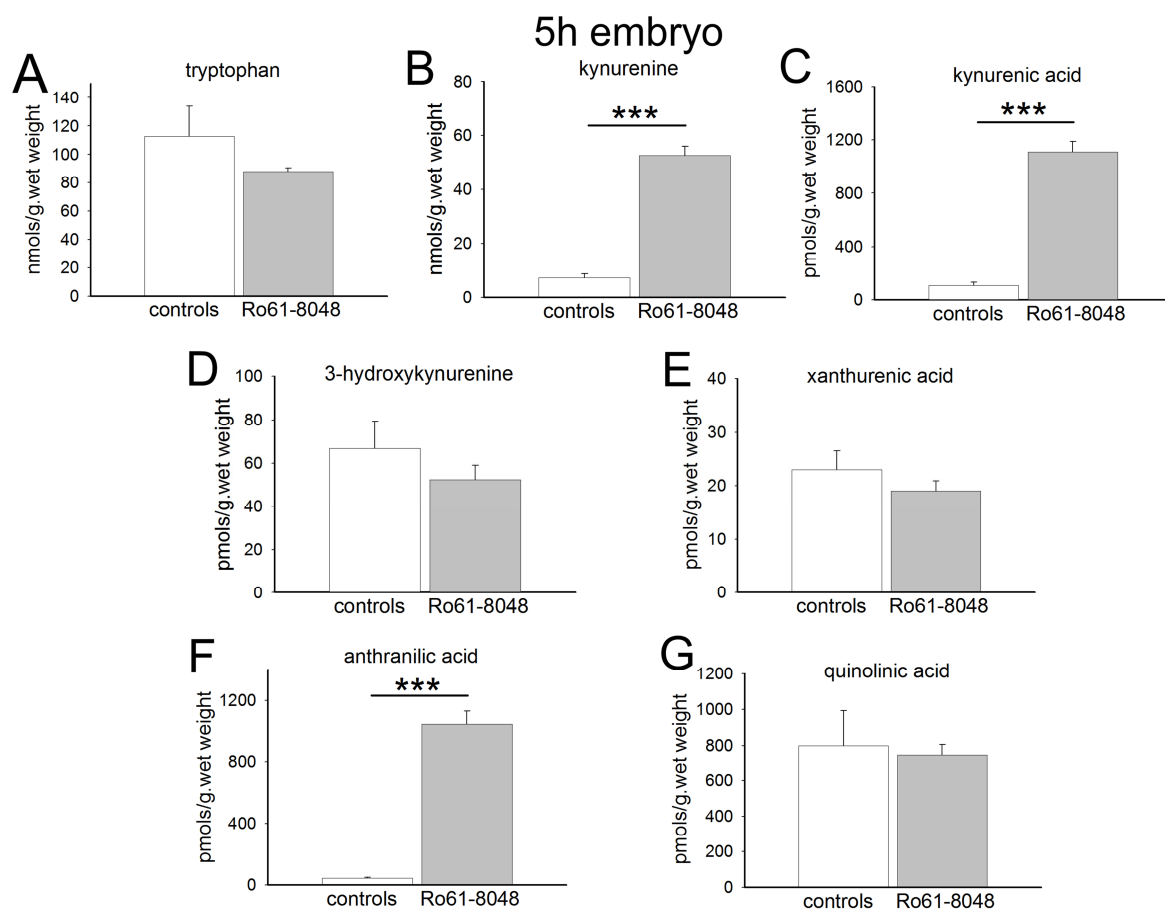 5h embryo
A
tryptophan
nmols/g.wet weight
140
120
100
80
60
40
20
0
controls Ro61-8048
B
kynurenine
***
nmols/g.wet weight
80
60
40
20
0
controls Ro61-8048
C
kynurenic acid
***
pmols/g.wet weight
1600
1200
800
400
0
controls Ro61-8048
D
3-hydroxykynurenine
pmols/g.wet weight
100
80
60
40
20
0
controls Ro61-8048
E
xanthurenic acid
pmols/g.wet weight
40
30
20
10
0
controls Ro61-8048
F
anthranilic acid
***
pmols/g.wet weight
1200
800
400
0
controls Ro61-8048
G
quinolinic acid
pmols/g.wet weight
1200
1000
800
600
400
200
0
controls Ro61-8048